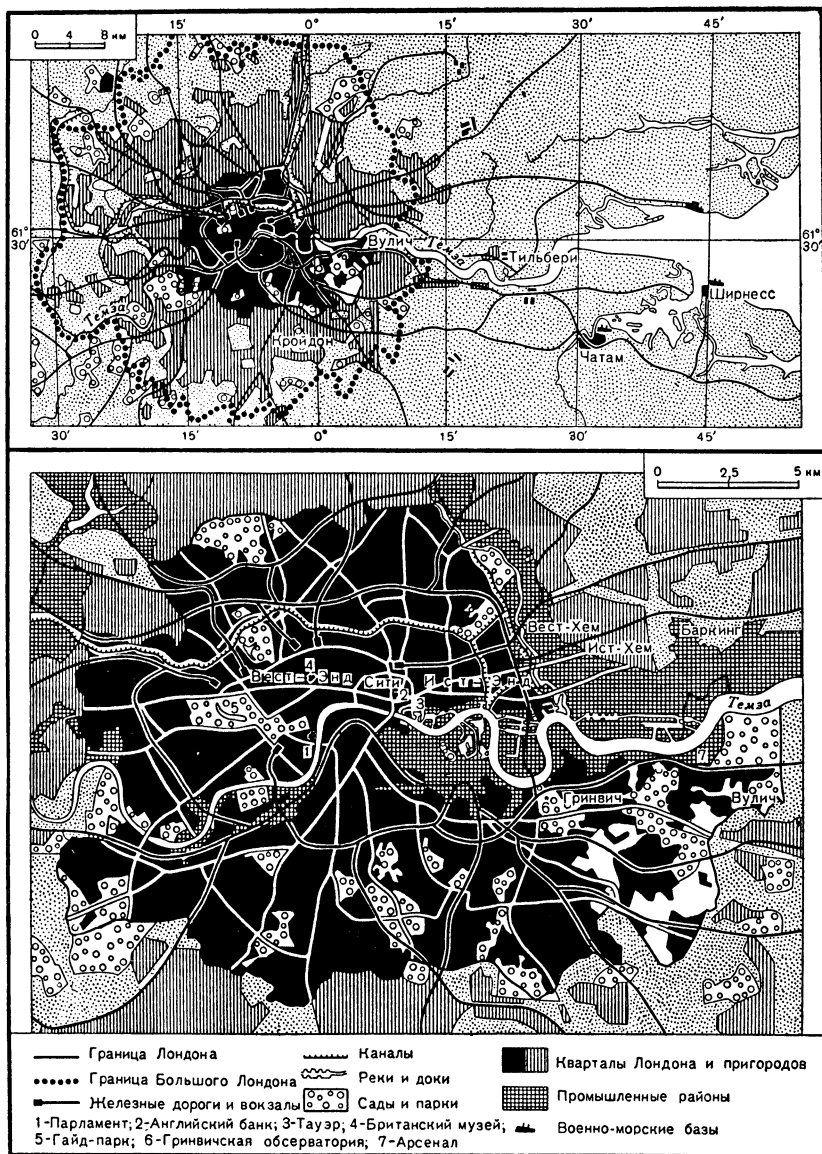 0 4 8 км
15' 0° 15' 30' 45'
61°
30'
61°
30'
Вулич
Темза
Тильбери
Ширнесс
Темза
Кройдон
Чатам
30' 15' 0° 15' 30' 45'
0 2,5 5 км
Вест-Хем
Баркинг
Ист-Хем
4
Вест-Энд Сити Ист-Энд
2
3
5
Темза
1
7
6 Гринвич Вулич
Граница Лондона
Каналы
Кварталы Лондона и пригородов
Граница Большого Лондона
Реки и доки
Железные дороги и вокзалы
Сады и парки
Промышленные районы
1-Парламент; 2-Английский банк; 3-Тауэр; 4-Британский музей;
Военно-морские базы
5-Гайд-парк; 6-Гринвичская обсерватория; 7-Арсенал